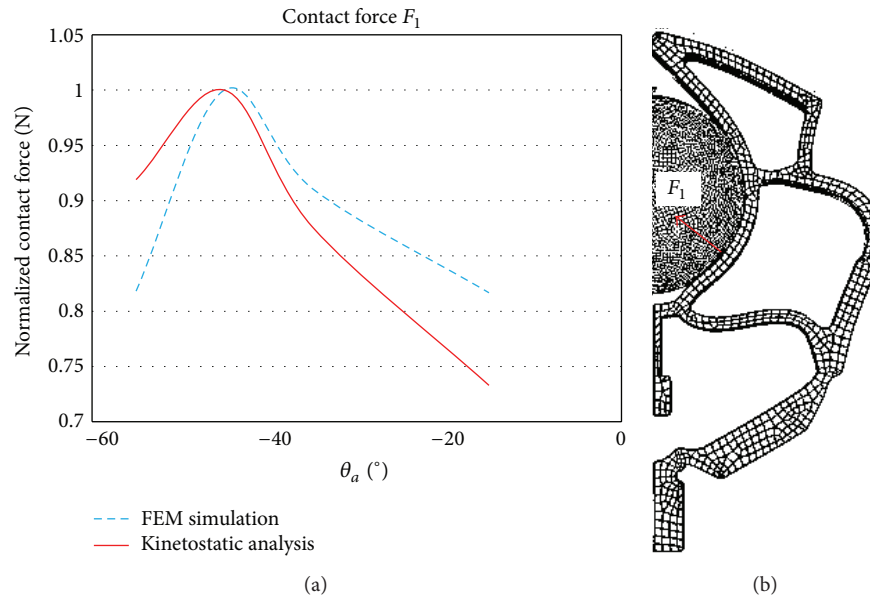 Contact force F₁
Normalized contact force (N)
1.05
1
0.95
0.9
0.85
0.8
0.75
0.7
−60
−40
−20
0
θₐ (°)
FEM simulation
Kinetostatic analysis
(a)
F₁
(b)